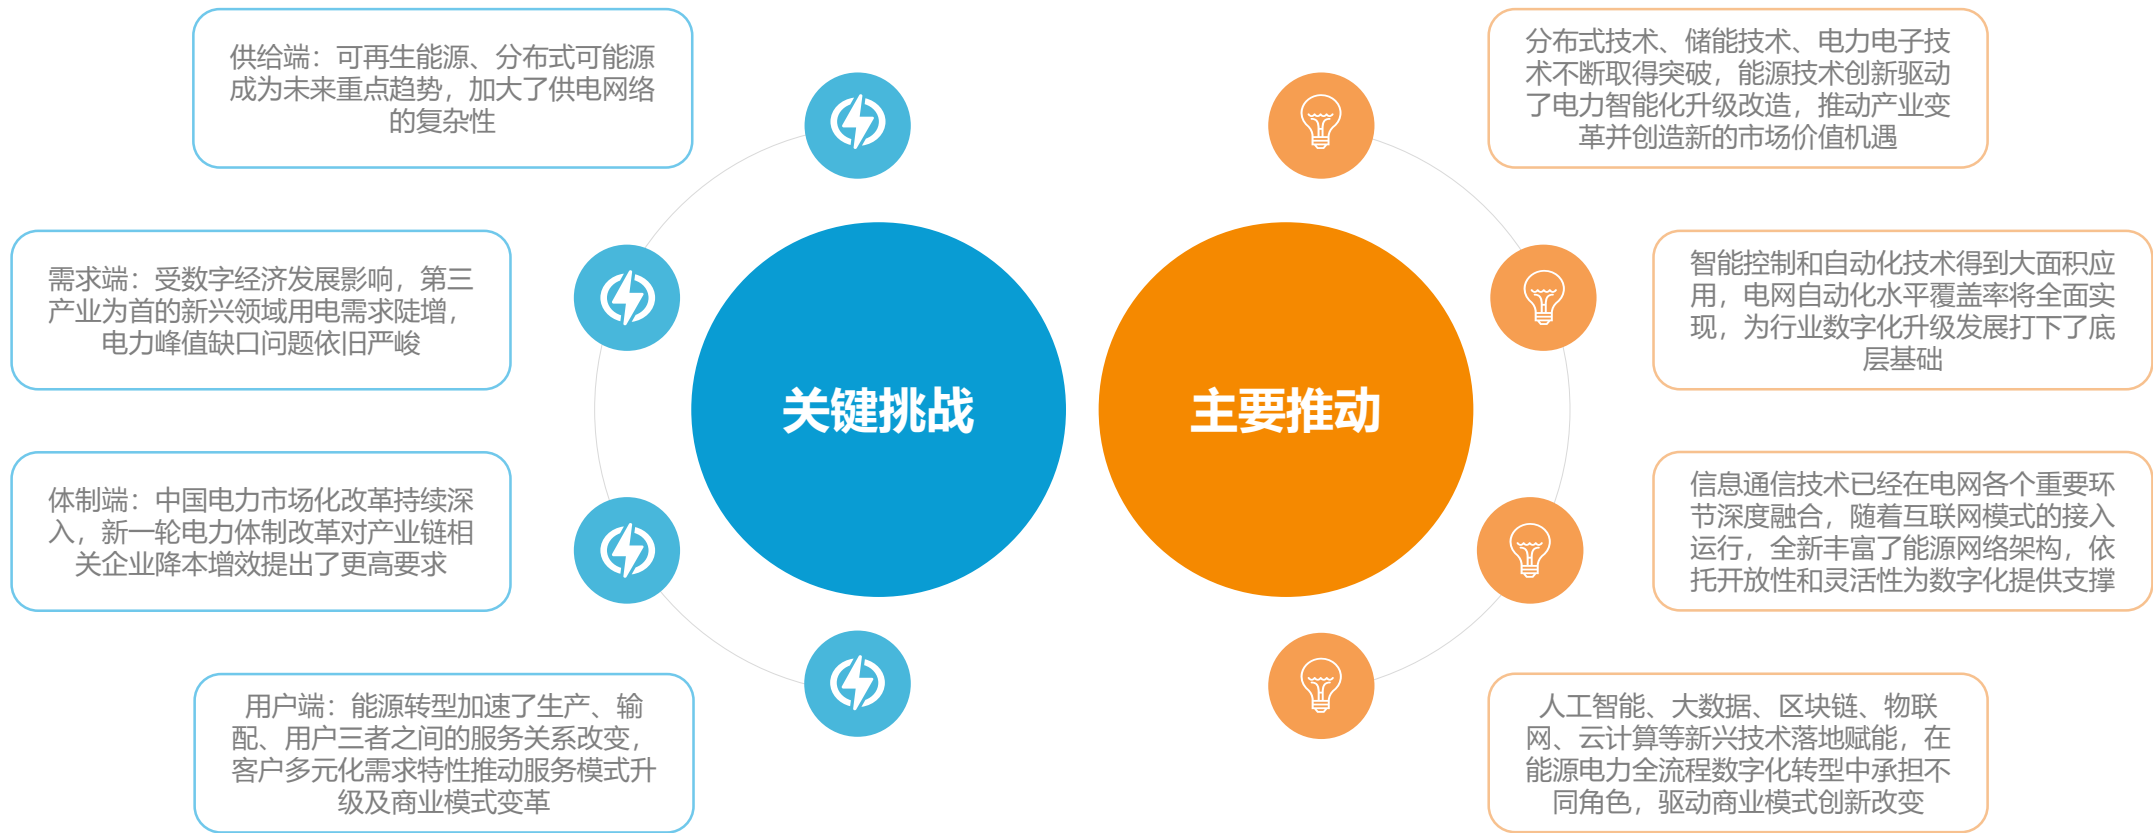 供给端：可再生能源、分布式可能源
成为未来重点趋势，加大了供电网络
的复杂性
需求端：受数字经济发展影响，第三
产业为首的新兴领域用电需求陡增，
电力峰值缺口问题依旧严峻
体制端：中国电力市场化改革持续深
入，新一轮电力体制改革对产业链相
关企业降本增效提出了更高要求
用户端：能源转型加速了生产、输
配、用户三者之间的服务关系改变，
客户多元化需求特性推动服务模式升
级及商业模式变革
关键挑战
主要推动
分布式技术、储能技术、电力电子技
术不断取得突破，能源技术创新驱动
了电力智能化升级改造，推动产业变
革并创造新的市场价值机遇
智能控制和自动化技术得到大面积应
用，电网自动化水平覆盖率将全面实
现，为行业数字化升级发展打下了底
层基础
信息通信技术已经在电网各个重要环
节深度融合，随着互联网模式的接入
运行，全新丰富了能源网络架构，依
托开放性和灵活性为数字化提供支撑
人工智能、大数据、区块链、物联
网、云计算等新兴技术落地赋能，在
能源电力全流程数字化转型中承担不
同角色，驱动商业模式创新改变